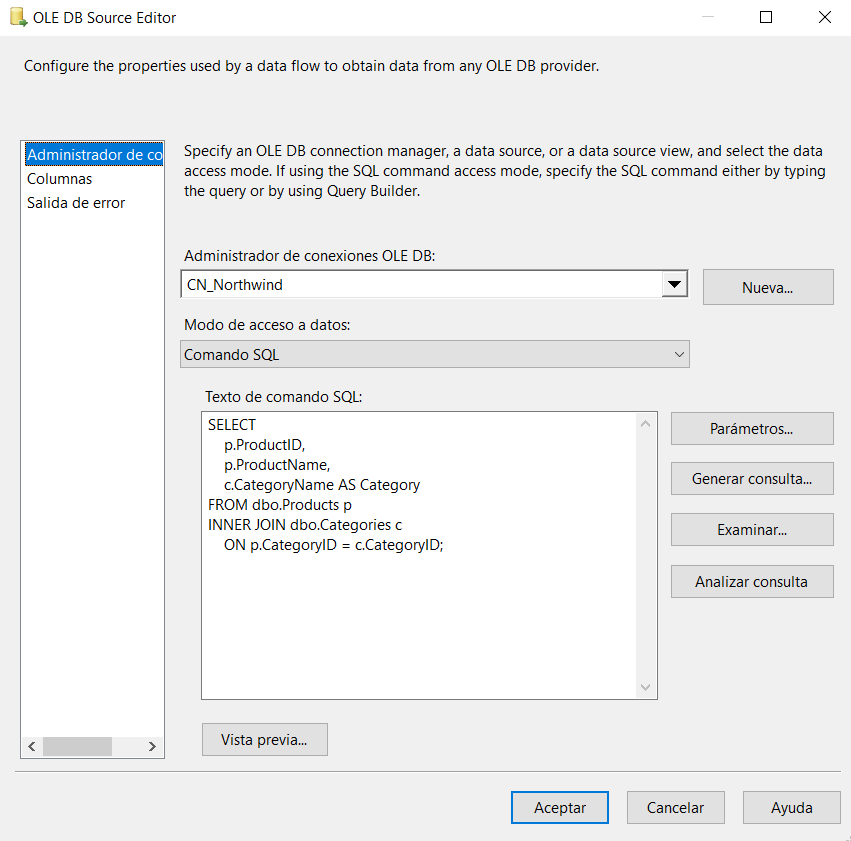 OLE DB Source Editor
Configure the properties used by a data flow to obtain data from any OLE DB provider.
Administrador de co
Columnas
Salida de error
Specify an OLE DB connection manager, a data source, or a data source view, and select the data
access mode. If using the SQL command access mode, specify the SQL command either by typing
the query or by using Query Builder.
Administrador de conexiones OLE DB:
CN_Northwind
Nueva...
Modo de acceso a datos:
Comando SQL
Texto de comando SQL:
SELECT
p.ProductID,
p.ProductName,
c.CategoryName AS Category
FROM dbo.Products p
INNER JOIN dbo.Categories c
ON p.CategoryID = c.CategoryID;
Parámetros...
Generar consulta...
Examinar...
Analizar consulta
Vista previa...
Aceptar
Cancelar
Ayuda